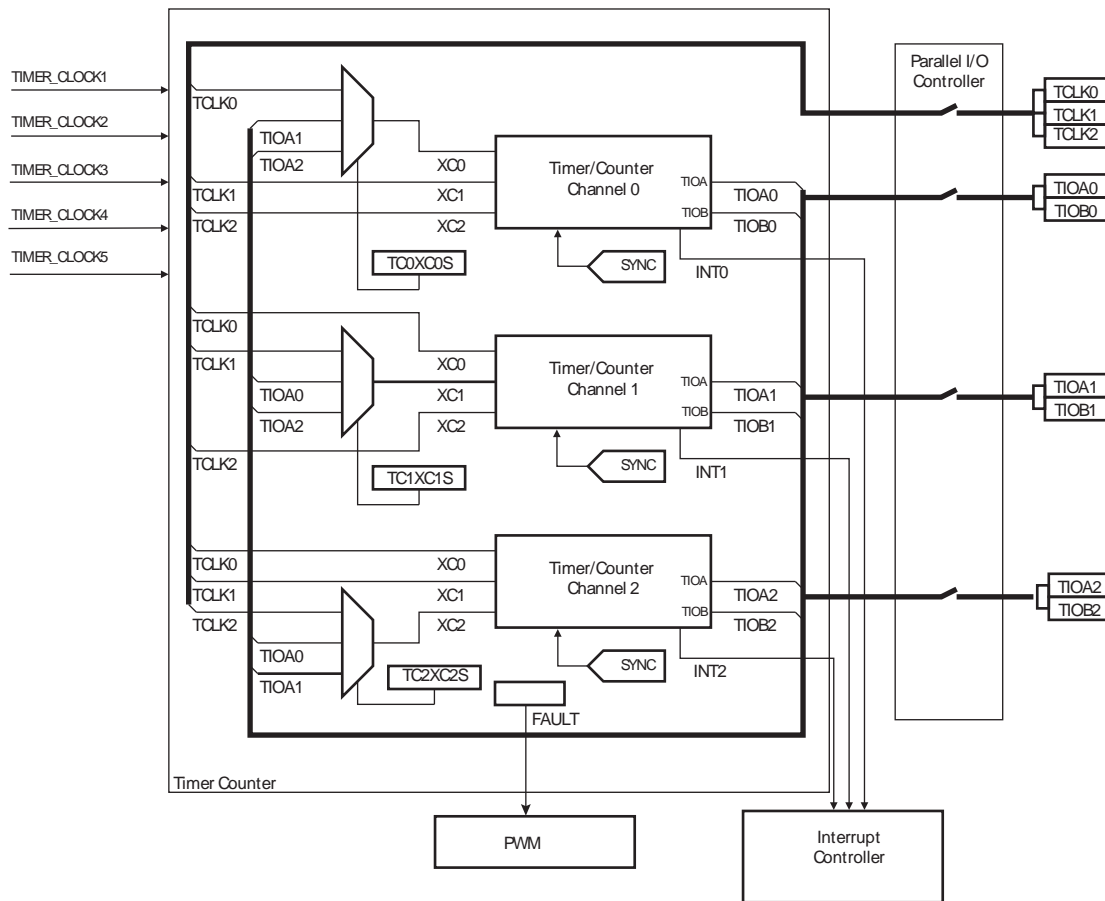 TIMER_CLOCK1
TIMER_CLOCK2
TIMER_CLOCK3
TIMER_CLOCK4
TIMER_CLOCK5
TCLK0
TIOA1
TIOA2
TCLK1
TCLK2
XC0
XC1
XC2
Timer/Counter
Channel 0
TIOA
TIOB
TIOA0
TIOB0
TC0XC0S
SYNC
INT0
TCLK0
TCLK1
TIOA0
TIOA2
TCLK2
XC0
XC1
XC2
Timer/Counter
Channel 1
TIOA
TIOB
TIOA1
TIOB1
TC1XC1S
SYNC
INT1
TCLK0
TCLK1
TCLK2
TIOA0
TIOA1
XC0
XC1
XC2
Timer/Counter
Channel 2
TIOA
TIOB
TIOA2
TIOB2
TC2XC2S
SYNC
INT2
FAULT
Timer Counter
PWM
Interrupt
Controller
Parallel I/O
Controller
TCLK0
TCLK1
TCLK2
TIOA0
TIOB0
TIOA1
TIOB1
TIOA2
TIOB2